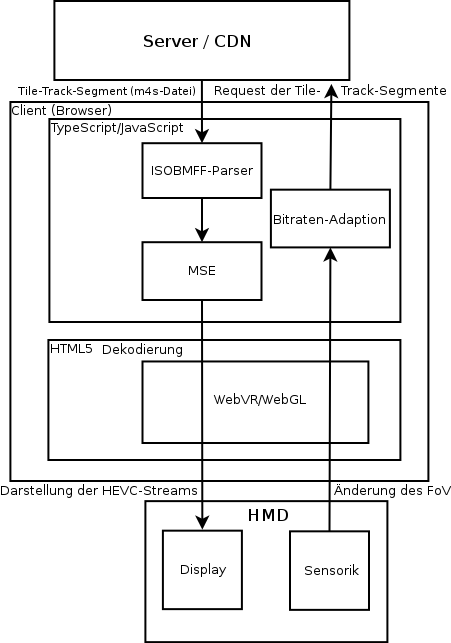 Server / CDN
Tile-Track-Segment (m4s-Datei)
Request der Tile- Track-Segmente
Client (Browser)
TypeScript/JavaScript
ISOBMFF-Parser
Bitraten-Adaption
MSE
HTML5 Dekodierung
WebVR/WebGL
Darstellung der HEVC-Streams
Änderung des FoV
HMD
Display
Sensorik